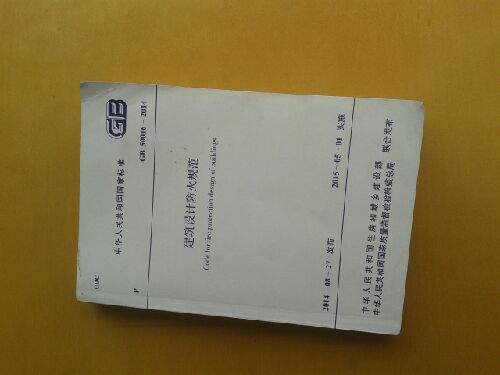 UDC
中华人民共和国国家标准
GB
P
GB 50016-2014
建筑设计防火规范
Code for fire protection design of buildings
2014-08-27 发布
2015-05-01 实施
中华人民共和国住房和城乡建设部
中华人民共和国国家质量监督检验检疫总局
联合发布